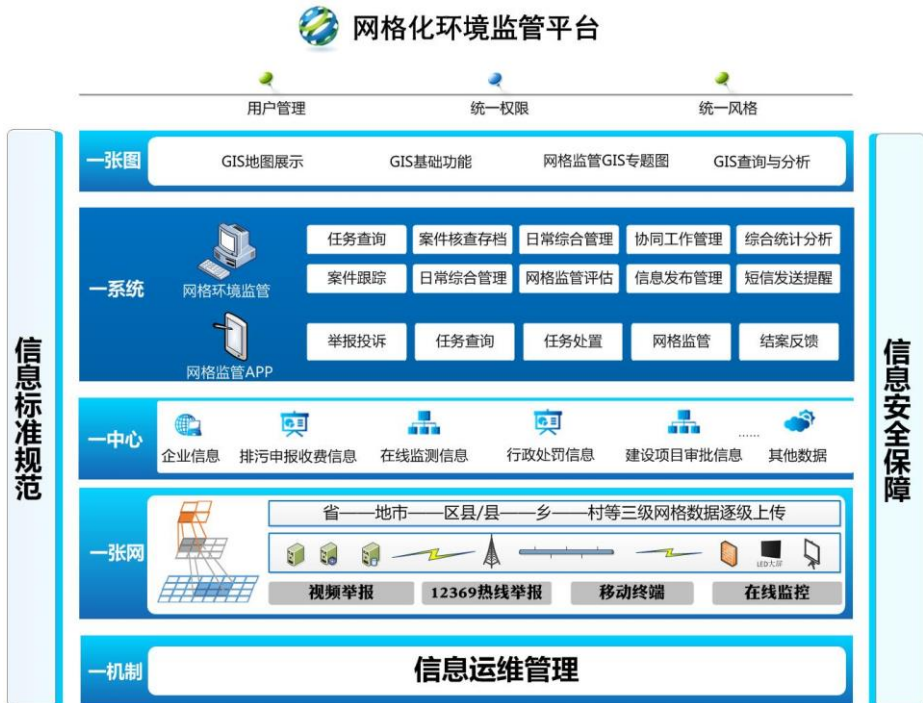 网格化环境监管平台
用户管理 统一权限 统一风格
信息标准规范
一张图 GIS地图展示 GIS基础功能 网格监管GIS专题图 GIS查询与分析
一系统
网格环境监管
任务查询 案件核查存档 日常综合管理 协同工作管理 综合统计分析
案件跟踪 日常综合管理 网格监管评估 信息发布管理 短信发送提醒
网格监管APP
举报投诉 任务查询 任务处置 网格监管 结案反馈
一中心
企业信息 排污申报收费信息 在线监测信息 行政处罚信息 建设项目审批信息 ...... 其他数据
一张网
省——地市——区县/县——乡——村等三级网格数据逐级上传
LED大屏
视频举报 12369热线举报 移动终端 在线监控
一机制 信息运维管理
信息安全保障